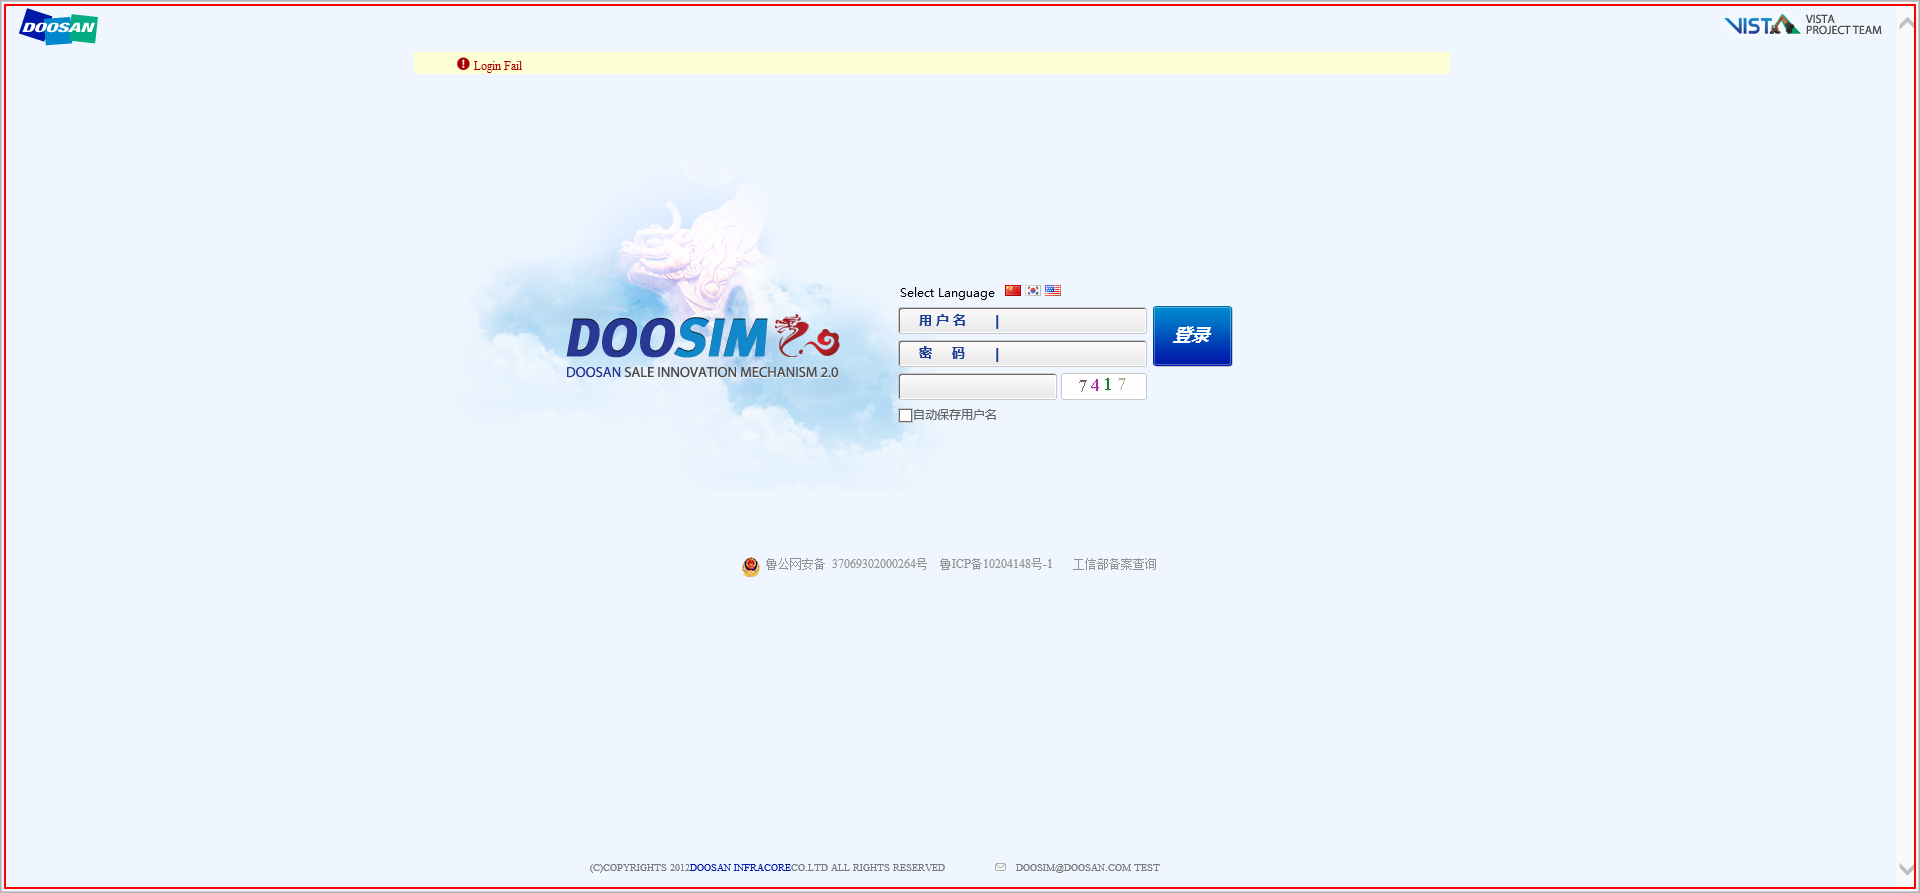 DOOSAN
VISTA VISTA
PROJECT TEAM
Login Fail
Select Language
用户名 |
登录
密 码 |
DOOSIM
DOOSAN SALE INNOVATION MECHANISM 2.0
7417
自动保存用户名
鲁公网安备 37069302000264号 鲁ICP备10204148号-1 工信部备案查询
(C)COPYRIGHTS 2012DOOSAN INFRACORECO.LTD ALL RIGHTS RESERVED DOOSIM@DOOSAN.COM TEST